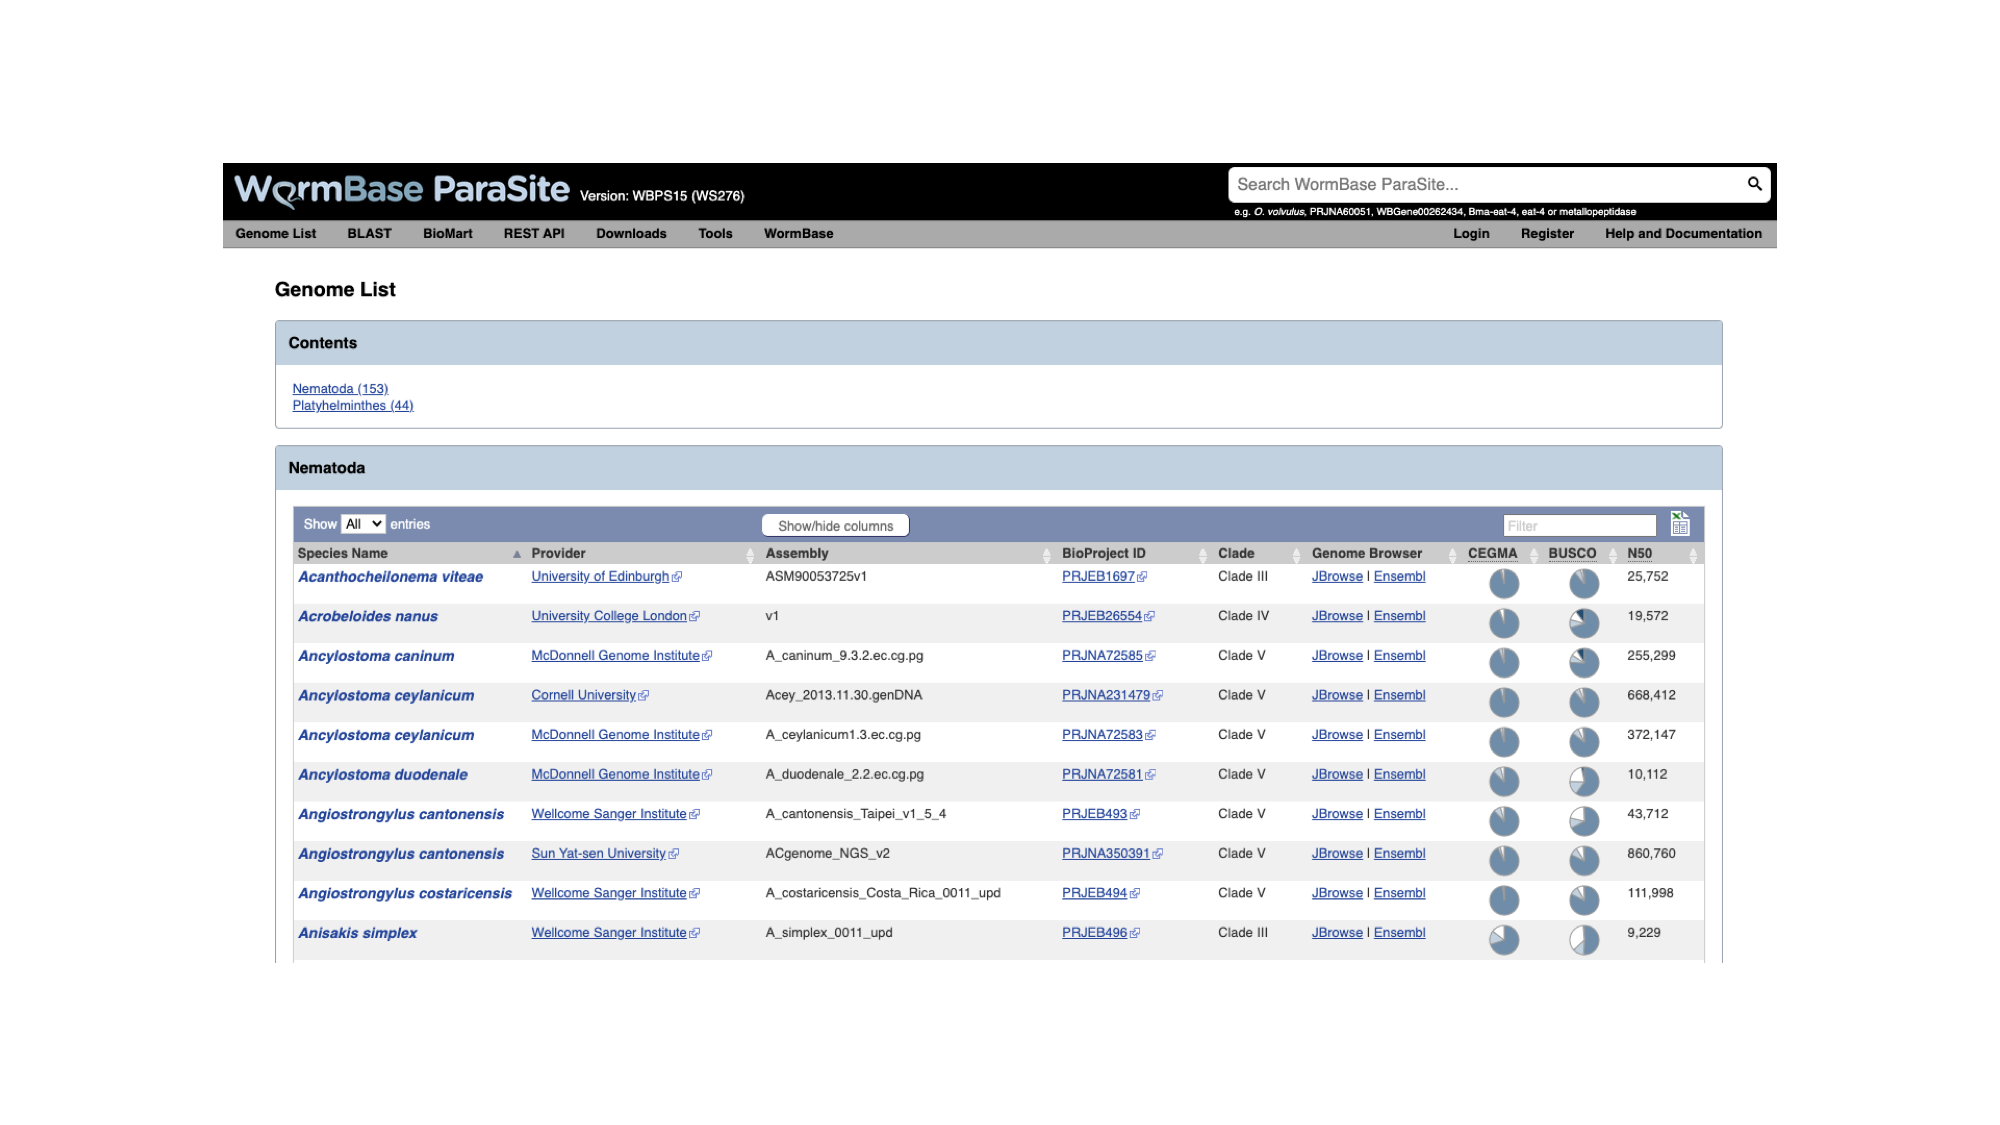 WormBase ParaSite Version: WBPS15 (WS276)
Search WormBase ParaSite...
e.g. O. volvulus, PRJNA60051, WBGene00262434, Bma-eat-4, eat-4 or metallopeptidase
Genome List BLAST BioMart REST API Downloads Tools WormBase Login Register Help and Documentation
Genome List
Contents
Nematoda (153)
Platyhelminthes (44)
Nematoda
Show All entries Show/hide columns Filter
Species Name Provider Assembly BioProject ID Clade Genome Browser CEGMA BUSCO N50
Acanthocheilonema viteae University of Edinburgh ASM90053725v1 PRJEB1697 Clade III JBrowse | Ensembl 25,752
Acrobeloides nanus University College London v1 PRJEB26554 Clade IV JBrowse | Ensembl 19,572
Ancylostoma caninum McDonnell Genome Institute A_caninum_9.3.2.ec.cg.pg PRJNA72585 Clade V JBrowse | Ensembl 255,299
Ancylostoma ceylanicum Cornell University Acey_2013.11.30.genDNA PRJNA231479 Clade V JBrowse | Ensembl 668,412
Ancylostoma ceylanicum McDonnell Genome Institute A_ceylanicum1.3.ec.cg.pg PRJNA72583 Clade V JBrowse | Ensembl 372,147
Ancylostoma duodenale McDonnell Genome Institute A_duodenale_2.2.ec.cg.pg PRJNA72581 Clade V JBrowse | Ensembl 10,112
Angiostrongylus cantonensis Wellcome Sanger Institute A_cantonensis_Taipei_v1_5_4 PRJEB493 Clade V JBrowse | Ensembl 43,712
Angiostrongylus cantonensis Sun Yat-sen University ACgenome_NGS_v2 PRJNA350391 Clade V JBrowse | Ensembl 860,760
Angiostrongylus costaricensis Wellcome Sanger Institute A_costaricensis_Costa_Rica_0011_upd PRJEB494 Clade V JBrowse | Ensembl 111,998
Anisakis simplex Wellcome Sanger Institute A_simplex_0011_upd PRJEB496 Clade III JBrowse | Ensembl 9,229